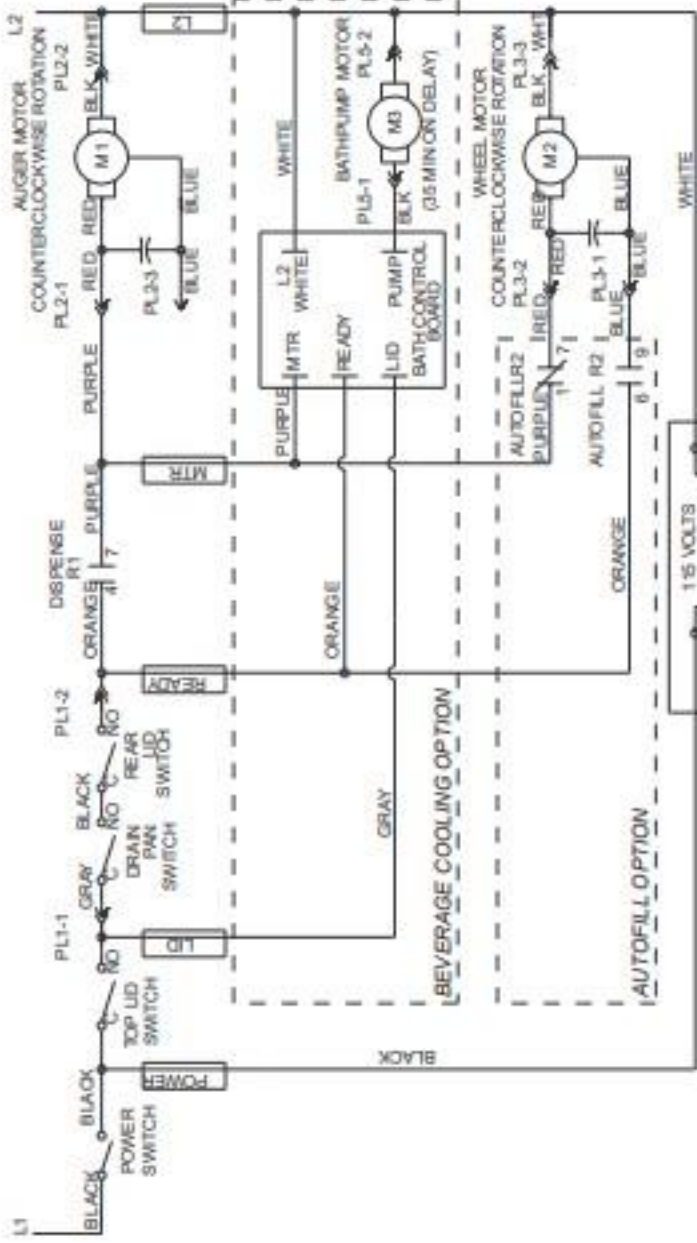 L1
BLACK
POWER
SWITCH
BLACK
POWER
TOP LID
SWITCH
C
NO
PL1-1
LID
GRAY
C
DRAIN
PAN
SWITCH
NO
BLACK
C
REAR
LID
SWITCH
NO
PL1-2
READY
ORANGE
DISPENSE
R1
4
7
PURPLE
MTR
PURPLE
PL2-1
RED
RED
PL2-3
BLUE
BLUE
AUGER MOTOR
COUNTERCLOCKWISE ROTATION
M1
BLK
WHITE
PL2-2
L2
L2
BEVERAGE COOLING OPTION
GRAY
ORANGE
PURPLE
MTR
READY
LID
L2
WHITE
PUMP
BATH CONTROL
BOARD
WHITE
BLK
PL5-1
BATHPUMP MOTOR
M3
PL5-2
(35 MIN ON DELAY)
AUTOFILL OPTION
ORANGE
AUTOFILL R2
PURPLE
1
7
AUTOFILL R2
6
9
RED
PL3-2
RED
BLUE
PL3-1
BLUE
BLUE
WHEEL MOTOR
COUNTERCLOCKWISE ROTATION
RED
M2
BLK
PL3-3
WHT
BLACK
115 VOLTS
WHITE